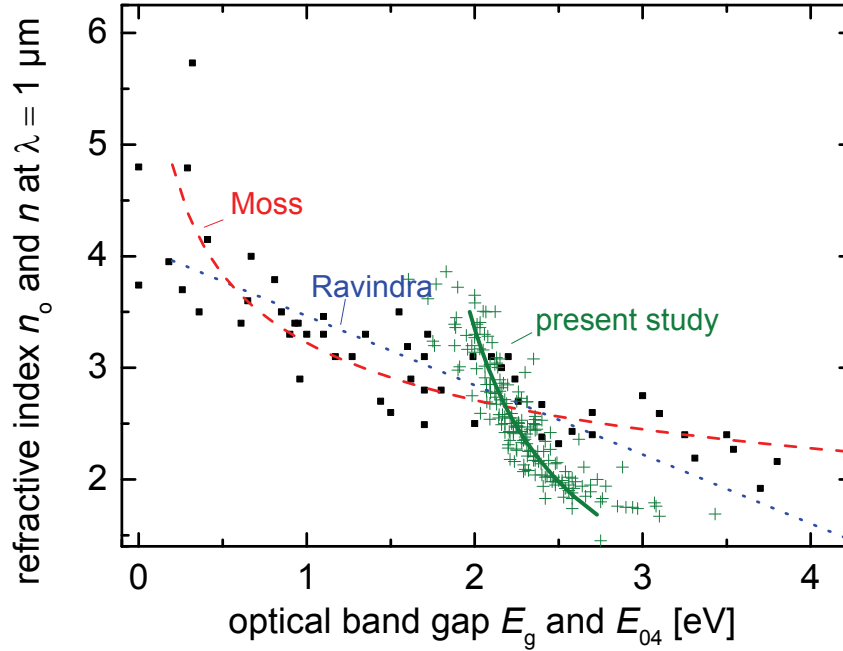 refractive index n_o and n at λ = 1 μm
6
5
4
3
2
Moss
Ravindra
present study
0 1 2 3 4
optical band gap E_g and E_04 [eV]